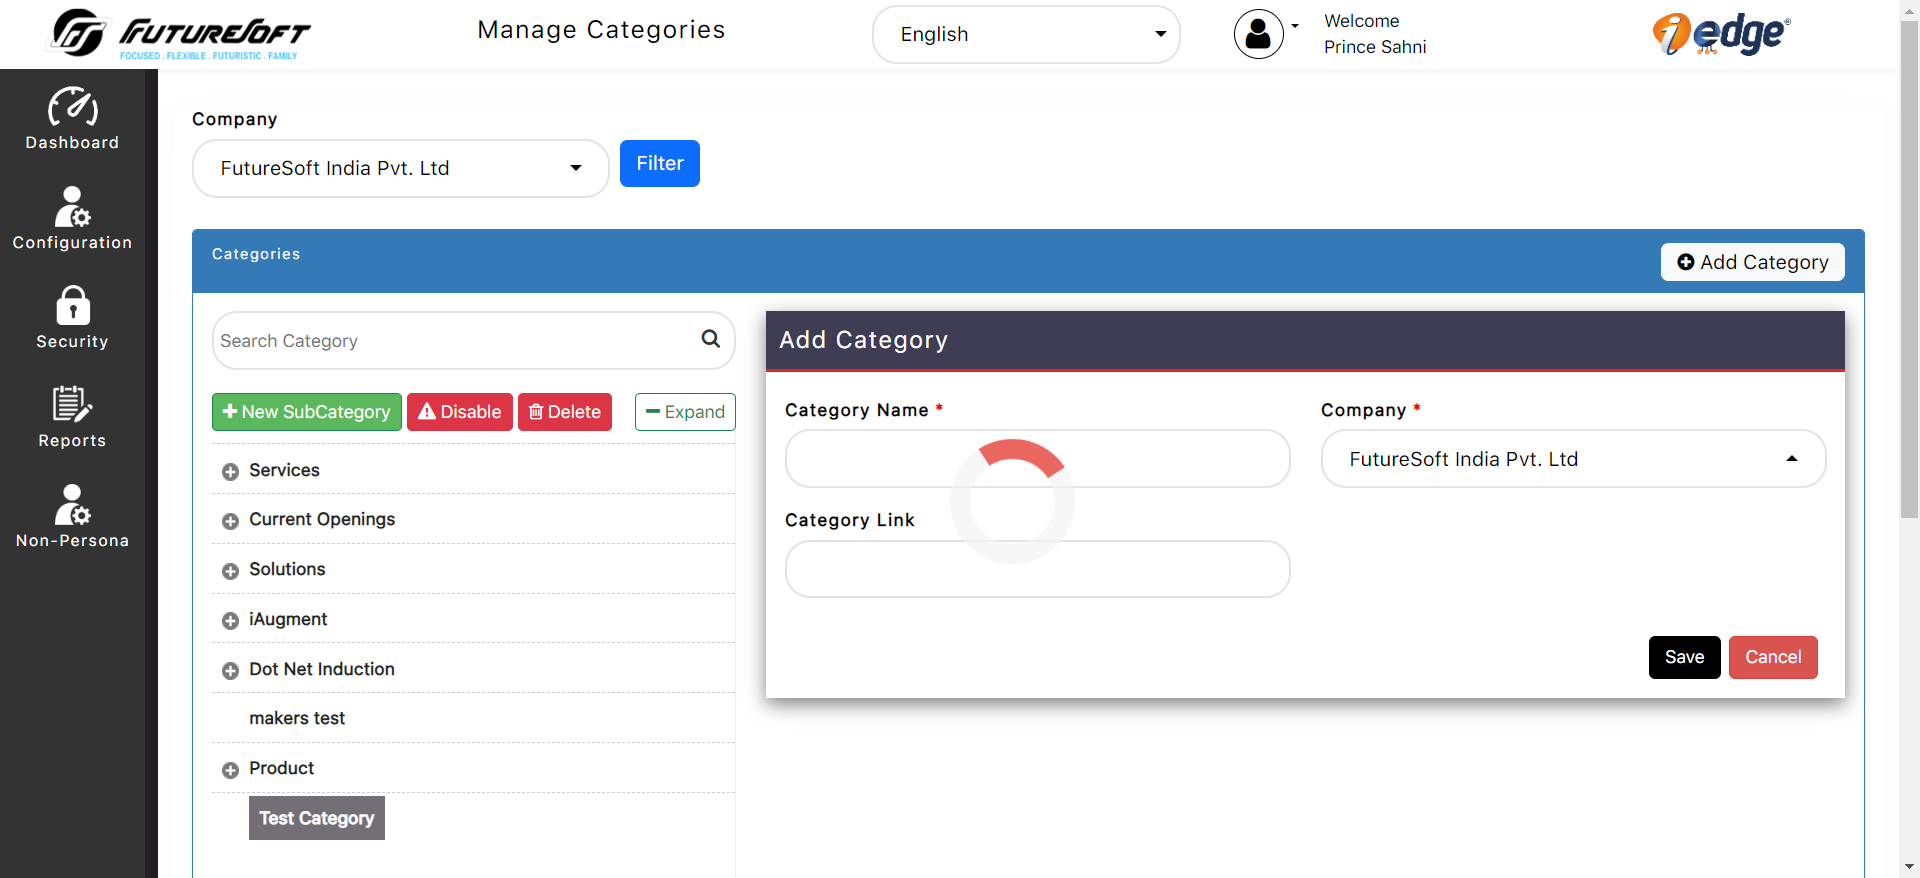 FUTURESOFT
FOCUSED . FLEXIBLE . FUTURISTIC . FAMILY
Manage Categories
English
Welcome
Prince Sahni
iedge®
Dashboard
Configuration
Security
Reports
Non-Persona
Company
FutureSoft India Pvt. Ltd
Filter
Categories
Add Category
Search Category
New SubCategory
Disable
Delete
Expand
Services
Current Openings
Solutions
iAugment
Dot Net Induction
makers test
Product
Test Category
Add Category
Category Name *
Company *
FutureSoft India Pvt. Ltd
Category Link
Save
Cancel